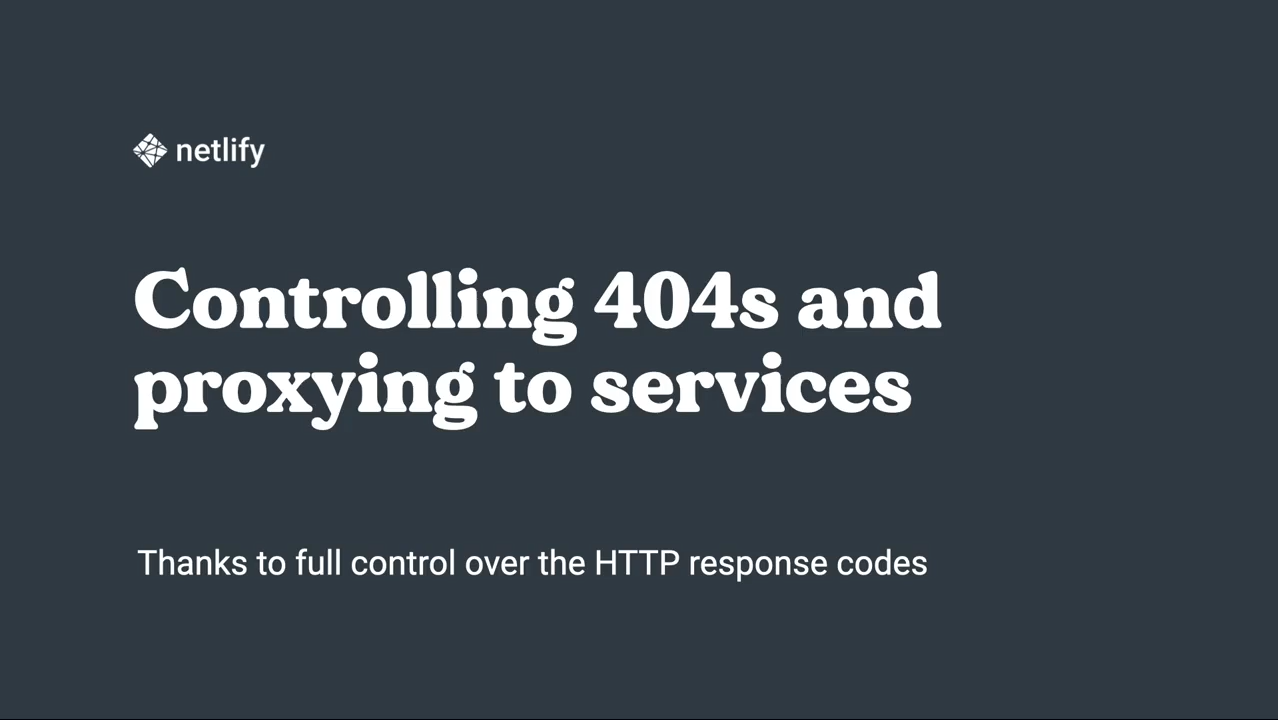 netlify
Controlling 404s and
proxying to services
Thanks to full control over the HTTP response codes